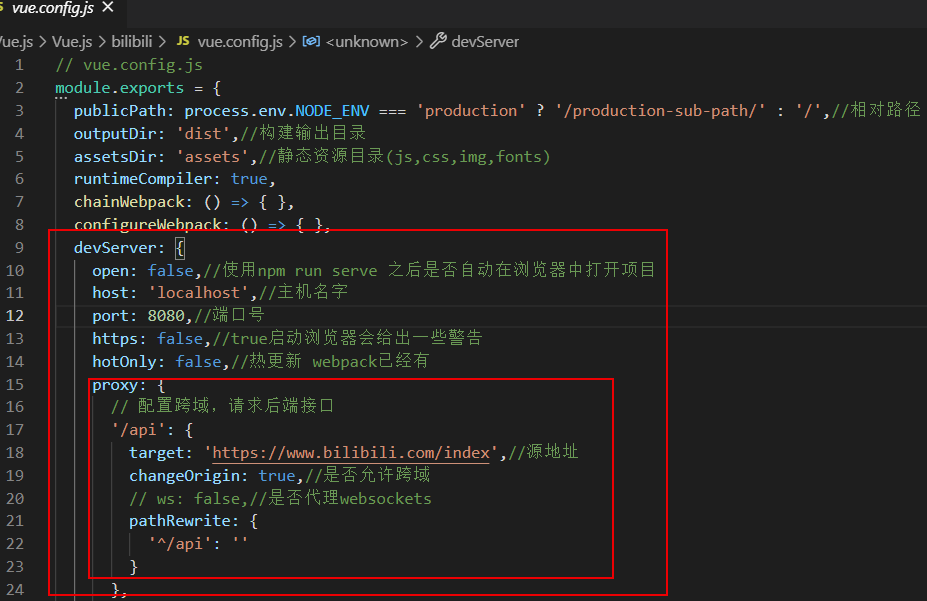 vue.config.js ×
Vue.js > Vue.js > bilibili > JS vue.config.js > <unknown> > devServer
1 // vue.config.js
2 module.exports = {
3 publicPath: process.env.NODE_ENV === 'production' ? '/production-sub-path/' : '/',//相对路径
4 outputDir: 'dist',//构建输出目录
5 assetsDir: 'assets',//静态资源目录(js,css,img,fonts)
6 runtimeCompiler: true,
7 chainWebpack: () => { },
8 configureWebpack: () => { },
9 devServer: {
10 open: false,//使用npm run serve 之后是否自动在浏览器中打开项目
11 host: 'localhost',//主机名字
12 port: 8080,//端口号
13 https: false,//true启动浏览器会给出一些警告
14 hotOnly: false,//热更新 webpack已经有
15 proxy: {
16 // 配置跨域，请求后端接口
17 '/api': {
18 target: 'https://www.bilibili.com/index',//源地址
19 changeOrigin: true,//是否允许跨域
20 // ws: false,//是否代理websockets
21 pathRewrite: {
22 '^/api': ''
23 }
24 },